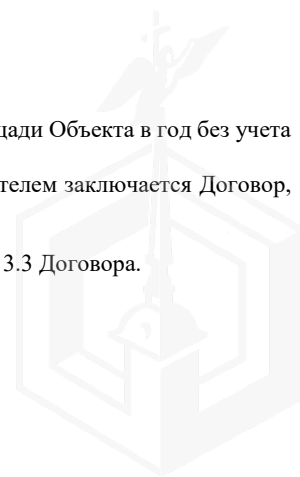 щади Объекта в год без учета
телем заключается Договор,
3.3 Договора.